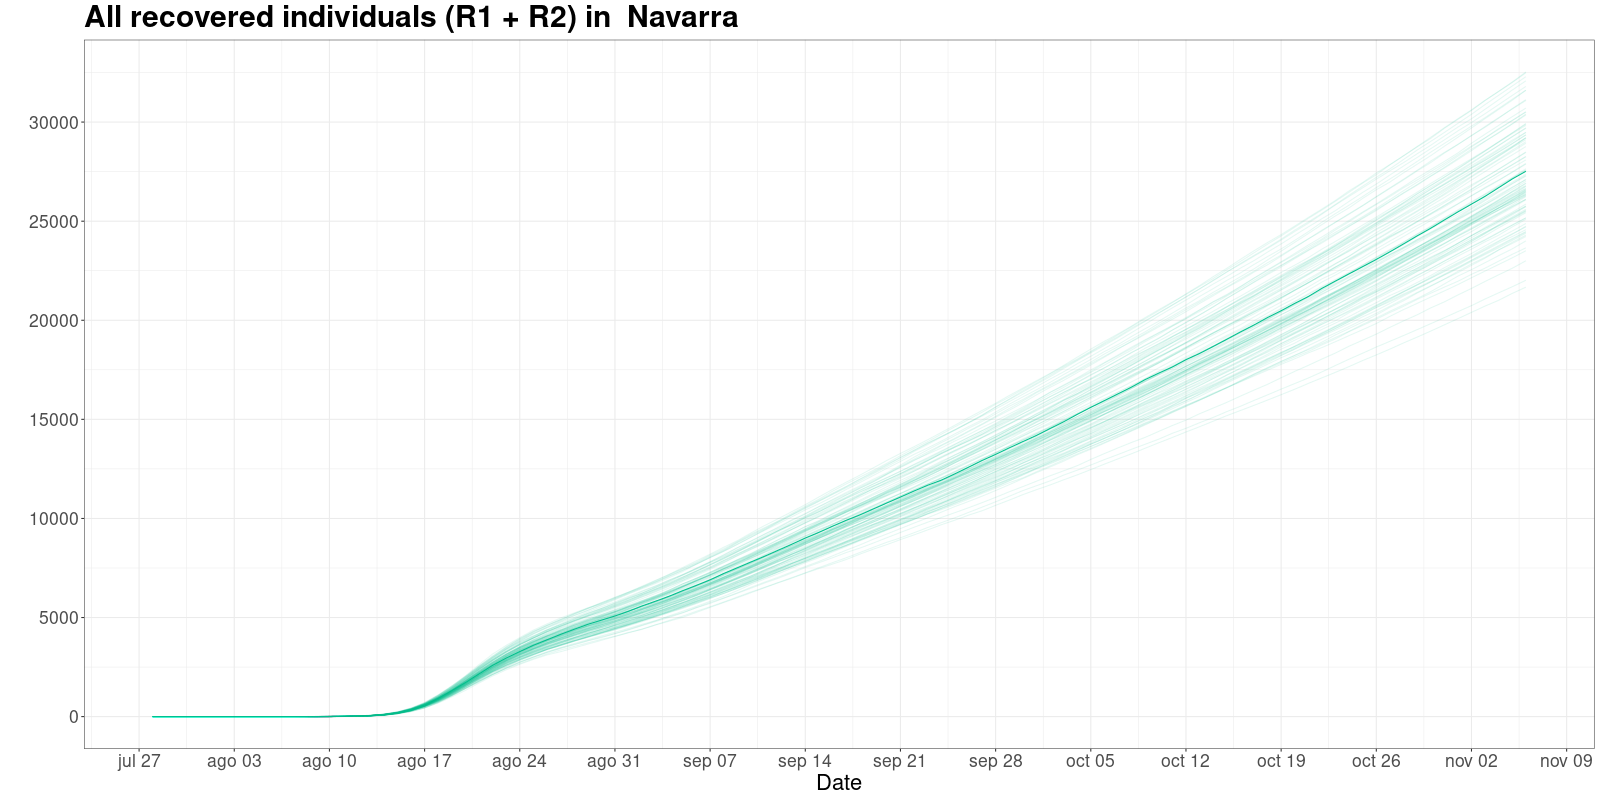 All recovered individuals (R1 + R2) in  Navarra
30000
25000
20000
15000
10000
5000
0
jul 27 ago 03 ago 10 ago 17 ago 24 ago 31 sep 07 sep 14 sep 21 sep 28 oct 05 oct 12 oct 19 oct 26 nov 02 nov 09
Date